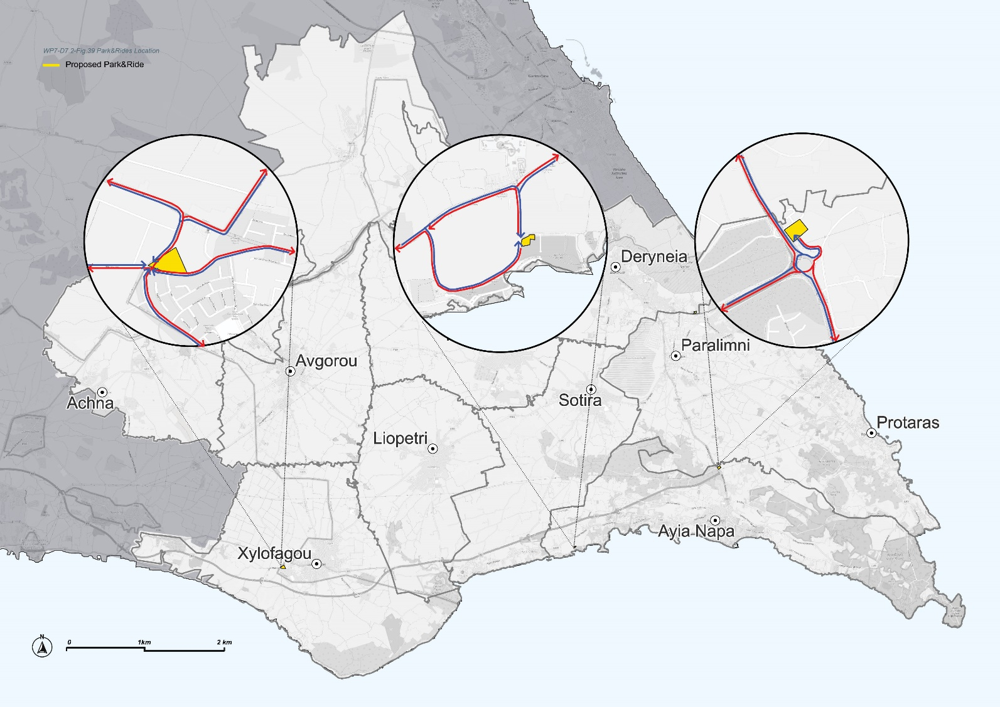 WP7-D7.2-Fig.39 Park&Rides Location
Proposed Park&Ride
Deryneia
Paralimni
Avgorou
Achna
Sotira
Protaras
Liopetri
Ayia Napa
Xylofagou
N
0 1km 2 km